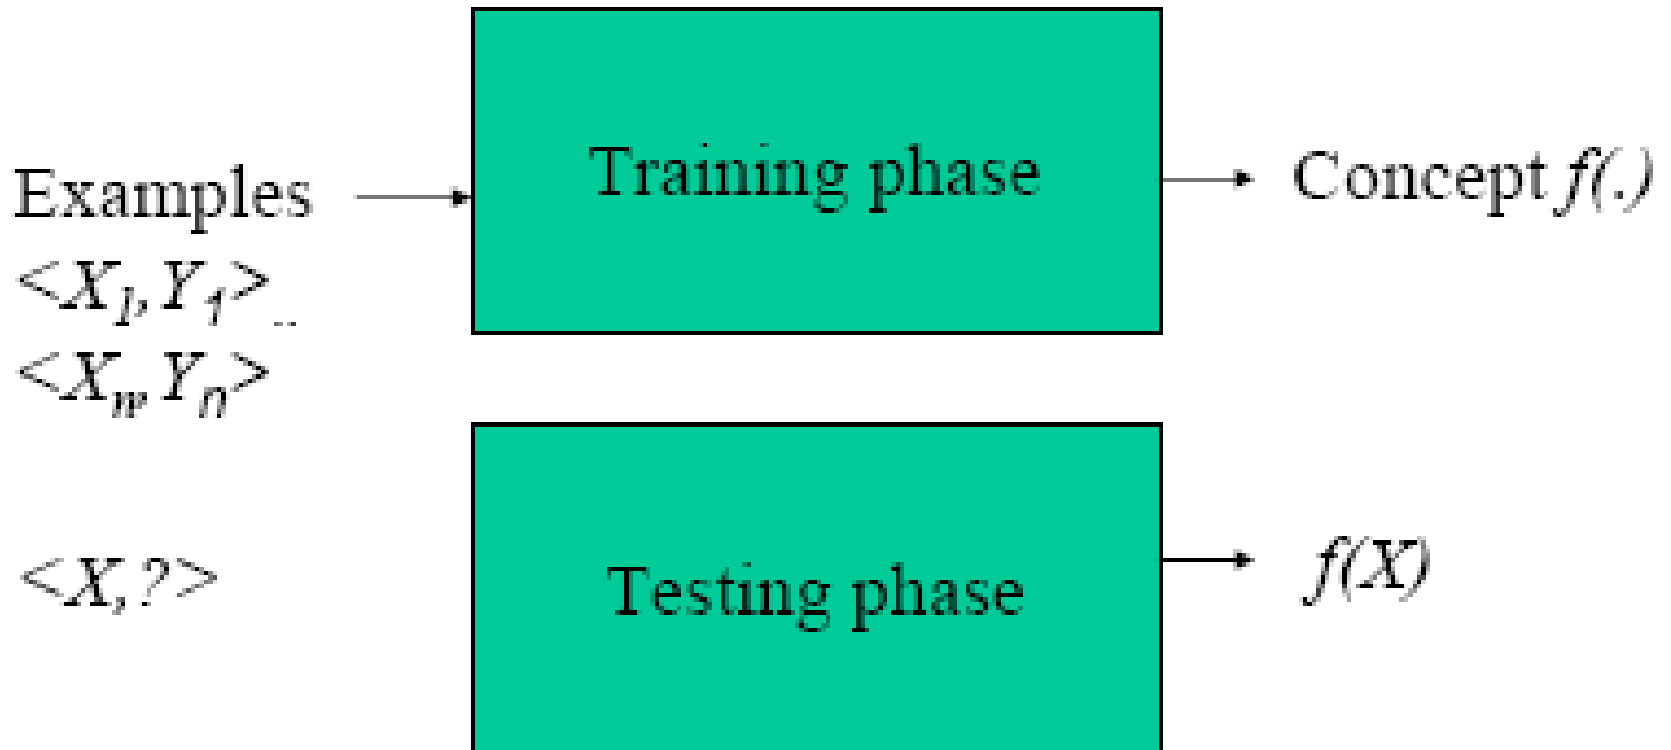 Examples
<X1, Y1>
..
<Xn, Yn>
Training phase
Concept f(.)
<X, ?>
Testing phase
f(X)